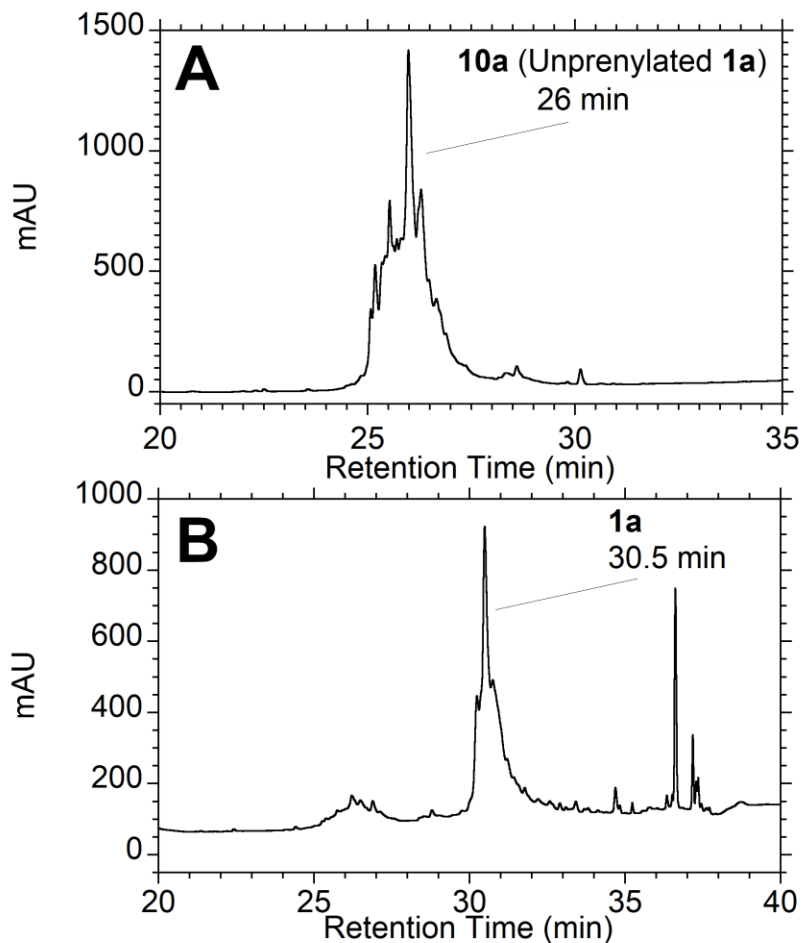 1500
A
10a (Unprenylated 1a)
26 min
1000
mAU
500
0
20 25 30 35
Retention Time (min)
1000
B
1a
30.5 min
800
600
mAU
400
200
0
20 25 30 35 40
Retention Time (min)